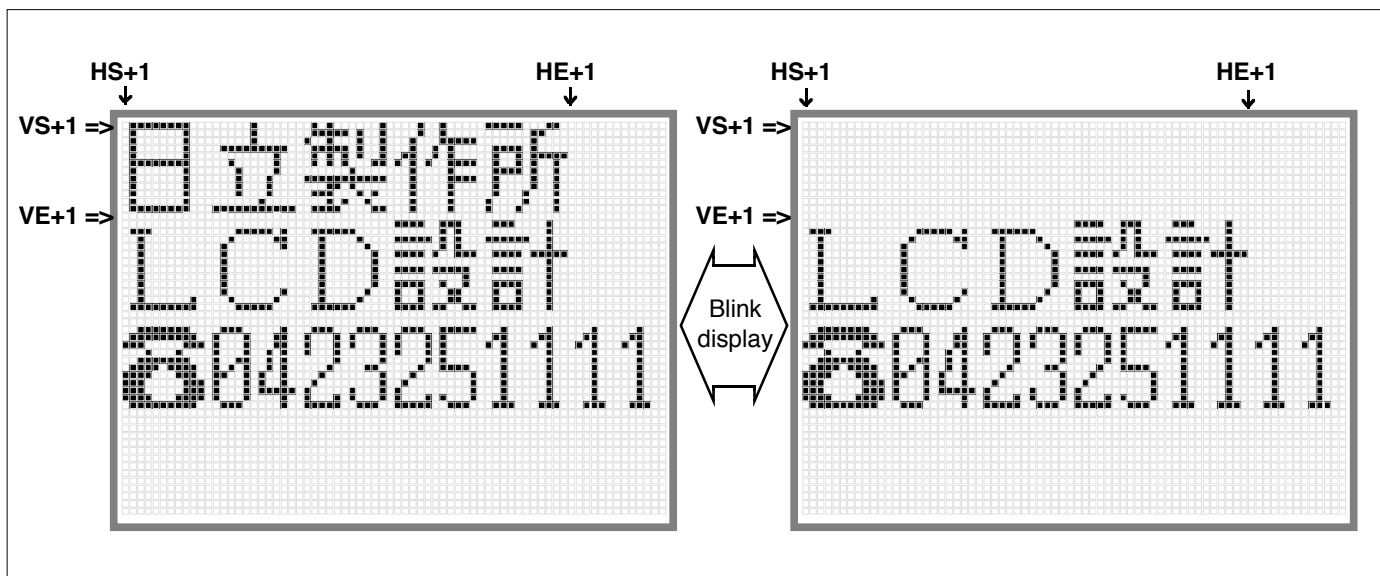 HS+1 HE+1 HS+1 HE+1
VS+1 => 日立製作所 VS+1 =>
VE+1 => VE+1 =>
LCD設計 LCD設計
Blink
display
☎0423251111 ☎0423251111